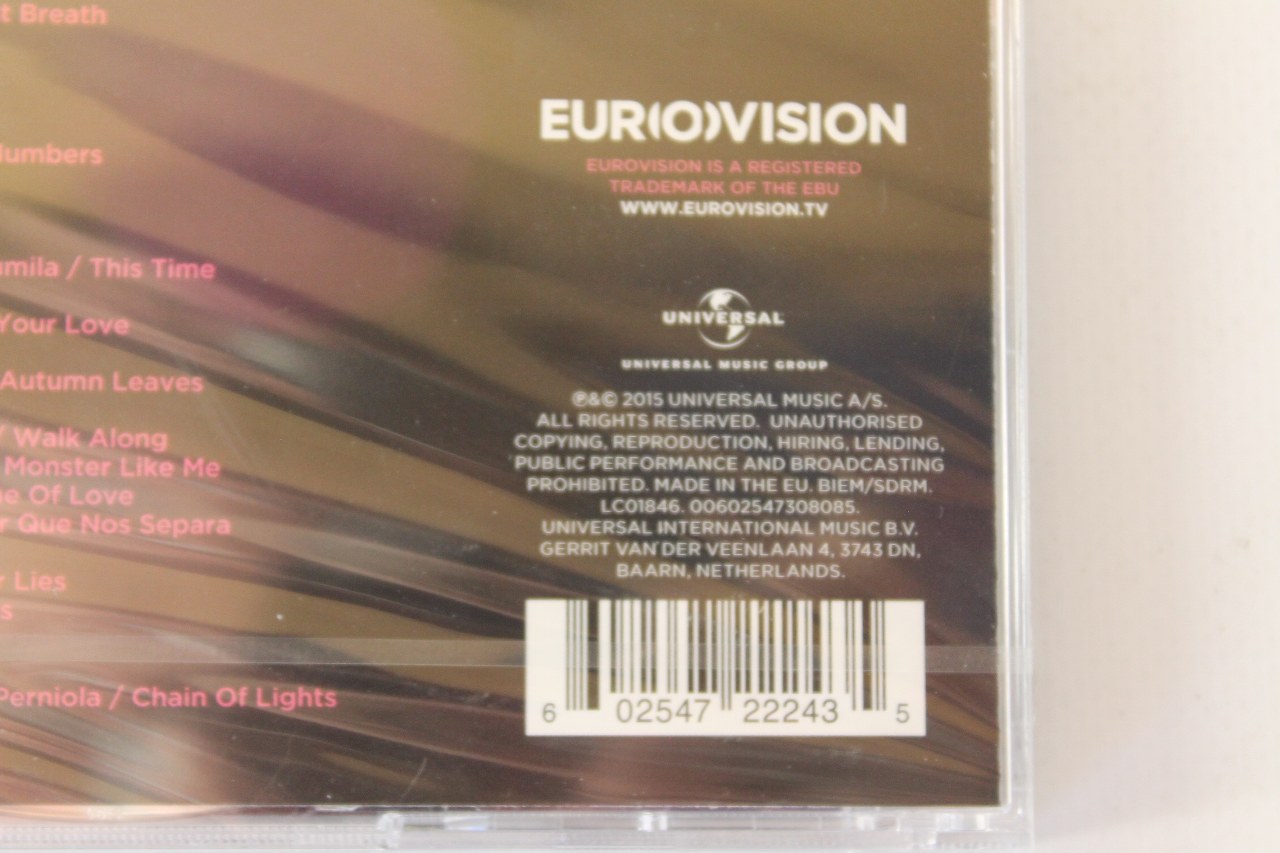 t Breath
Numbers
umila / This Time
Your Love
Autumn Leaves
/ Walk Along
Monster Like Me
ne Of Love
r Que Nos Separa
r Lies
s
Perniola / Chain Of Lights
EUR(O)VISION
EUROVISION IS A REGISTERED
TRADEMARK OF THE EBU
WWW.EUROVISION.TV
UNIVERSAL
UNIVERSAL MUSIC GROUP
℗&© 2015 UNIVERSAL MUSIC A/S.
ALL RIGHTS RESERVED. UNAUTHORISED
COPYING, REPRODUCTION, HIRING, LENDING,
PUBLIC PERFORMANCE AND BROADCASTING
PROHIBITED. MADE IN THE EU. BIEM/SDRM.
LC01846. 00602547308085.
UNIVERSAL INTERNATIONAL MUSIC B.V.
GERRIT VAN DER VEENLAAN 4, 3743 DN,
BAARN, NETHERLANDS.
6 02547 22243 5